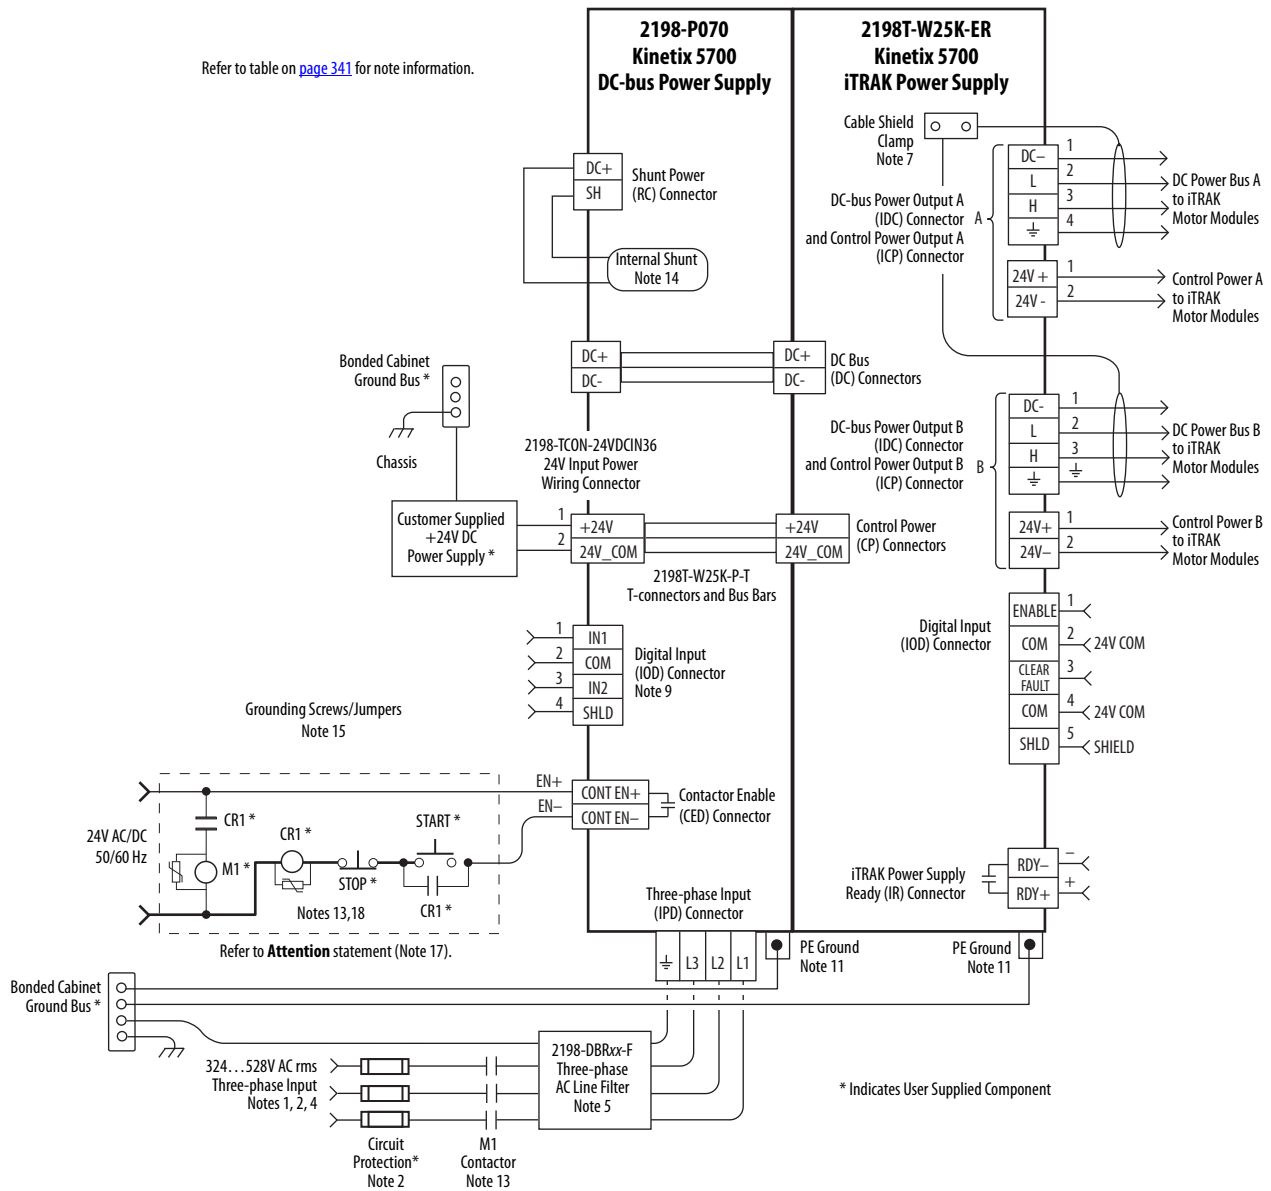 2198-P070
Kinetix 5700
DC-bus Power Supply
2198T-W25K-ER
Kinetix 5700
iTRAK Power Supply
Refer to table on page 341 for note information.
Cable Shield
Clamp
Note 7
DC+
SH
Shunt Power
(RC) Connector
Internal Shunt
Note 14
DC-bus Power Output A
(IDC) Connector
and Control Power Output A
(ICP) Connector
A
DC–
L
H
1
2
3
4
DC Power Bus A
to iTRAK
Motor Modules
24V +
24V -
1
2
Control Power A
to iTRAK
Motor Modules
Bonded Cabinet
Ground Bus *
Chassis
DC+
DC-
DC+
DC-
DC Bus
(DC) Connectors
2198-TCON-24VDCIN36
24V Input Power
Wiring Connector
DC-bus Power Output B
(IDC) Connector
and Control Power Output B
(ICP) Connector
B
DC-
L
H
1
2
3
DC Power Bus B
to iTRAK
Motor Modules
Customer Supplied
+24V DC
Power Supply *
1
2
+24V
24V_COM
+24V
24V_COM
Control Power
(CP) Connectors
2198T-W25K-P-T
T-connectors and Bus Bars
24V+
24V–
1
2
Control Power B
to iTRAK
Motor Modules
1
2
3
4
IN1
COM
IN2
SHLD
Digital Input
(IOD) Connector
Note 9
Digital Input
(IOD) Connector
ENABLE
COM
CLEAR
FAULT
COM
SHLD
1
2
3
4
5
24V COM
24V COM
SHIELD
Grounding Screws/Jumpers
Note 15
EN+
EN–
CONT EN+
CONT EN–
Contactor Enable
(CED) Connector
24V AC/DC
50/60 Hz
CR1 *
M1 *
CR1 *
STOP *
START *
CR1 *
Notes 13,18
Refer to Attention statement (Note 17).
iTRAK Power Supply
Ready (IR) Connector
RDY–
RDY+
–
+
Three-phase Input
(IPD) Connector
L3
L2
L1
PE Ground
Note 11
PE Ground
Note 11
Bonded Cabinet
Ground Bus *
324…528V AC rms
Three-phase Input
Notes 1, 2, 4
Circuit
Protection*
Note 2
M1
Contactor
Note 13
2198-DBRxx-F
Three-phase
AC Line Filter
Note 5
* Indicates User Supplied Component